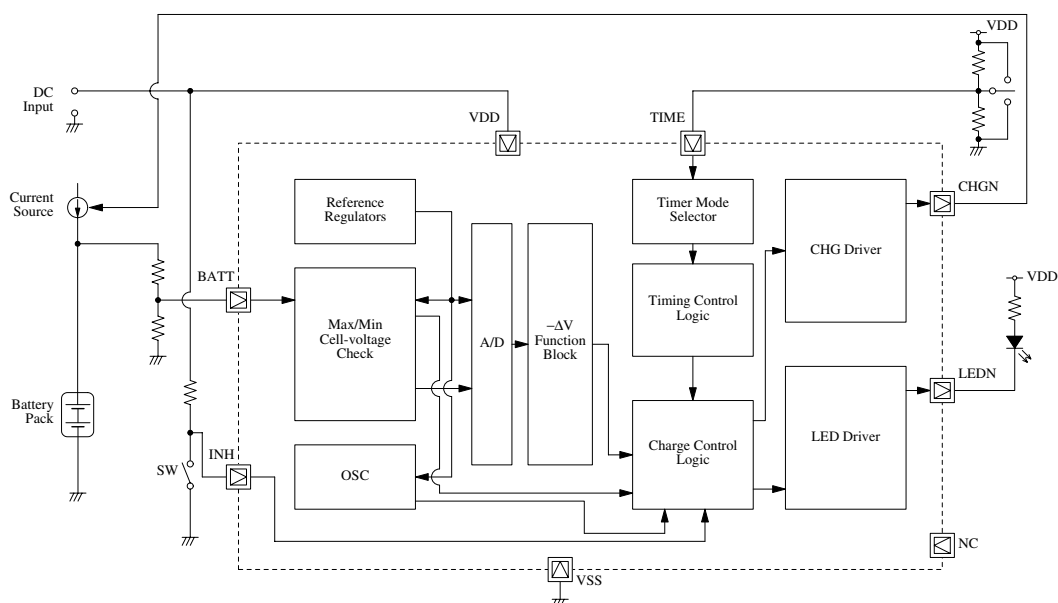 VDD
DC
Input
VDD
TIME
Current
Source
Reference
Regulators
Timer Mode
Selector
CHGN
CHG Driver
BATT
Max/Min
Cell-voltage
Check
A/D
−ΔV
Function
Block
Timing Control
Logic
VDD
LEDN
Battery
Pack
SW
INH
OSC
Charge Control
Logic
LED Driver
NC
VSS